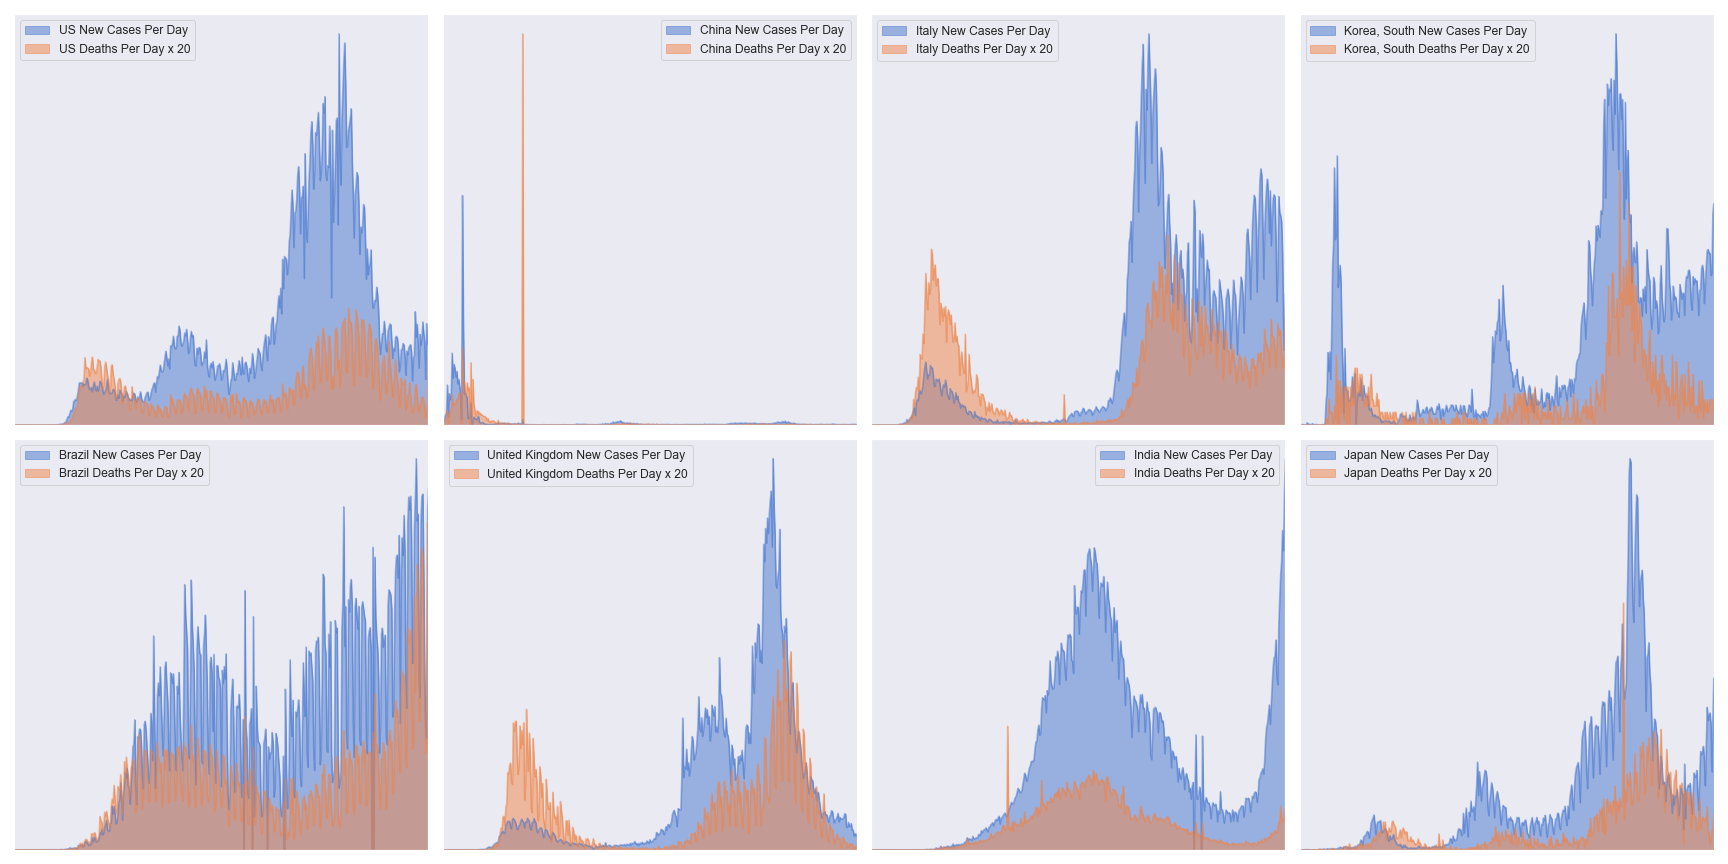 US New Cases Per Day
US Deaths Per Day x 20
China New Cases Per Day
China Deaths Per Day x 20
Italy New Cases Per Day
Italy Deaths Per Day x 20
Korea, South New Cases Per Day
Korea, South Deaths Per Day x 20
Brazil New Cases Per Day
Brazil Deaths Per Day x 20
United Kingdom New Cases Per Day
United Kingdom Deaths Per Day x 20
India New Cases Per Day
India Deaths Per Day x 20
Japan New Cases Per Day
Japan Deaths Per Day x 20